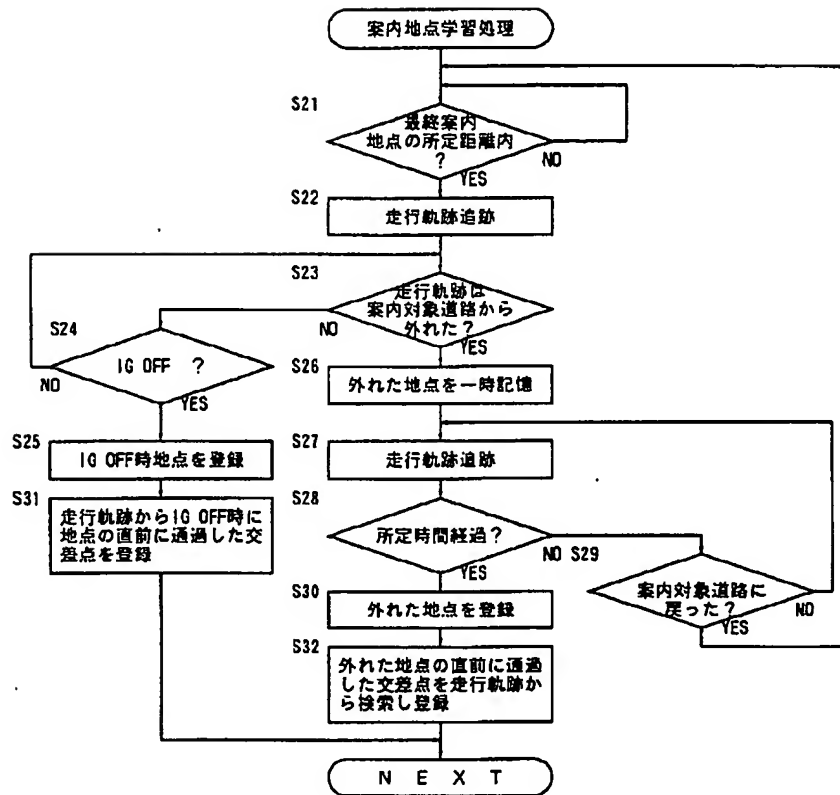 案内地点学習処理
S21
最終案内
地点の所定距離内
?
NO
YES
S22
走行軌跡追跡
S23
走行軌跡は
案内対象道路から
外れた?
NO
YES
S24
IG OFF ?
NO
YES
S26
外れた地点を一時記憶
S25
IG OFF時地点を登録
S27
走行軌跡追跡
S31
走行軌跡からIG OFF時に
地点の直前に通過した交
差点を登録
S28
所定時間経過?
NO
YES
S29
案内対象道路に
戻った?
NO
YES
S30
外れた地点を登録
S32
外れた地点の直前に通過
した交差点を走行軌跡か
ら検索し登録
NEXT